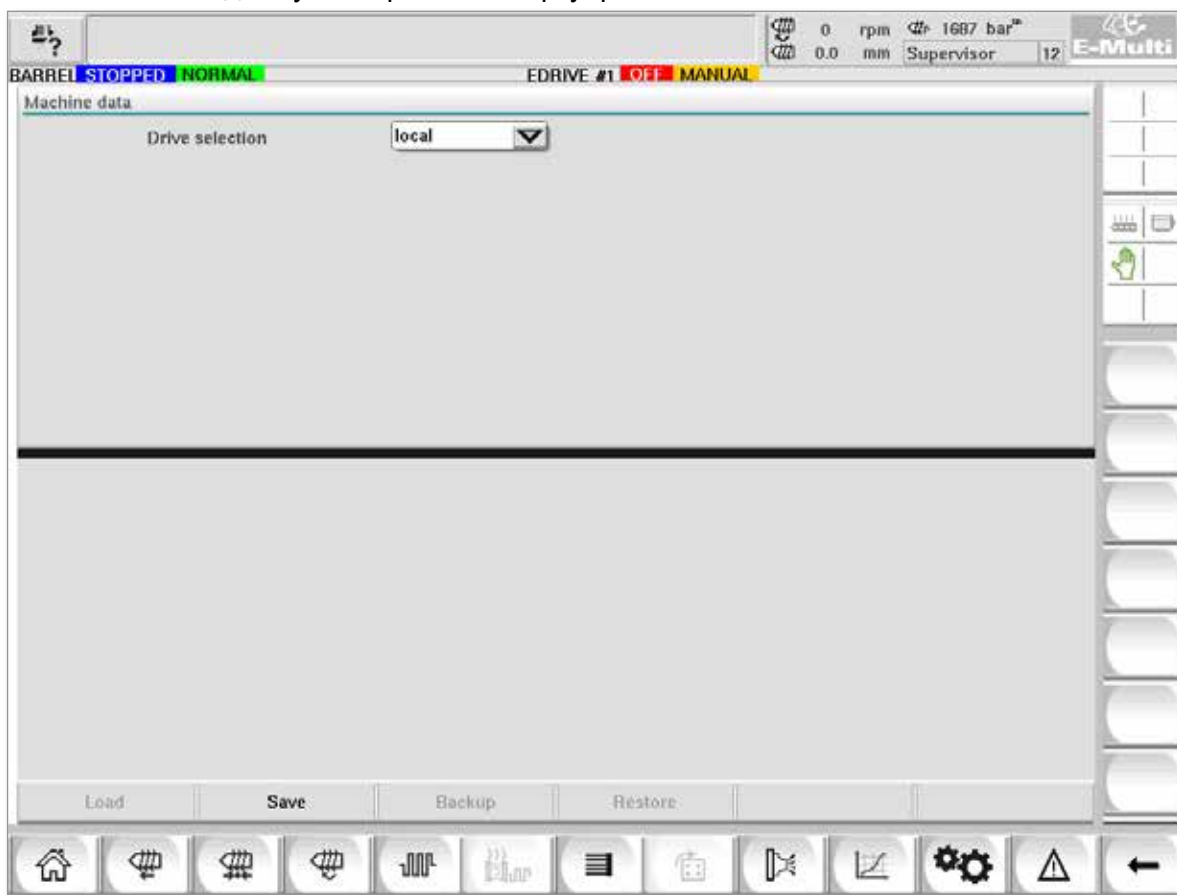 0 rpm 1687 bar
0.0 mm Supervisor 12 E-Multi
BARREL STOPPED NORMAL EDRIVE #1 OFF MANUAL
Machine data
Drive selection local
Load Save Backup Restore